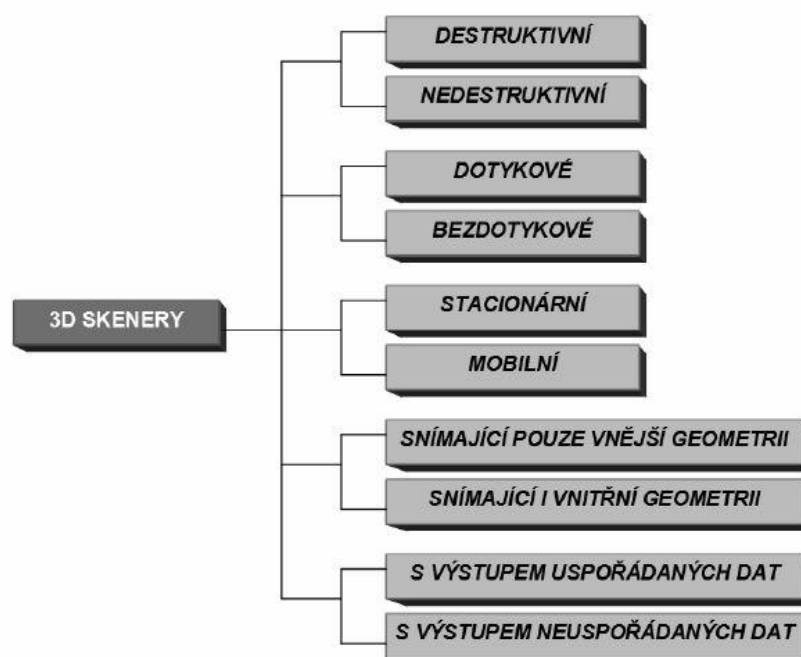 DESTRUKTIVNÍ
NEDESTRUKTIVNÍ
DOTYKOVÉ
BEZDOTYKOVÉ
3D SKENERY
STACIONÁRNÍ
MOBILNÍ
SNÍMAJÍCÍ POUZE VNĚJŠÍ GEOMETRII
SNÍMAJÍCÍ I VNITŘNÍ GEOMETRII
S VÝSTUPEM USPOŘÁDANÝCH DAT
S VÝSTUPEM NEUSPOŘÁDANÝCH DAT